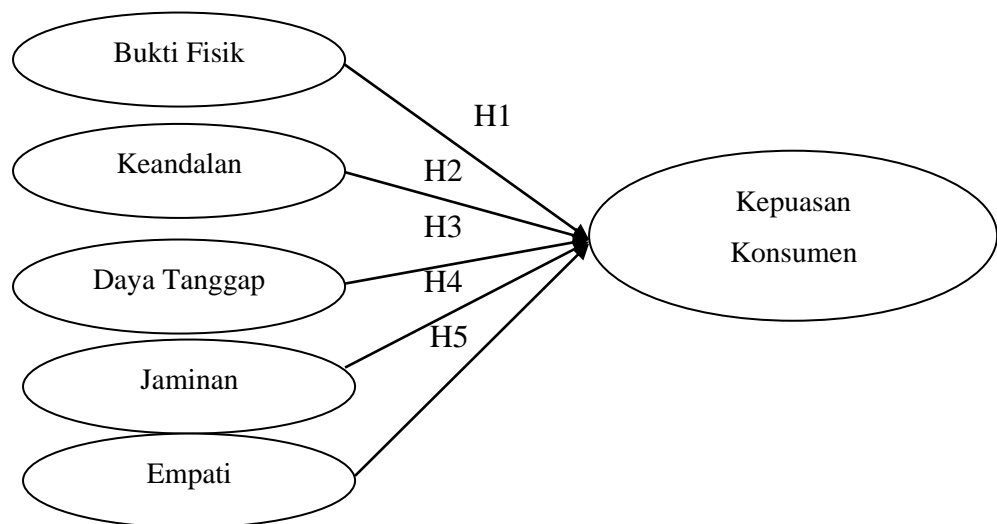 Bukti Fisik
H1
Keandalan
H2
Kepuasan
Konsumen
H3
Daya Tanggap
H4
H5
Jaminan
Empati